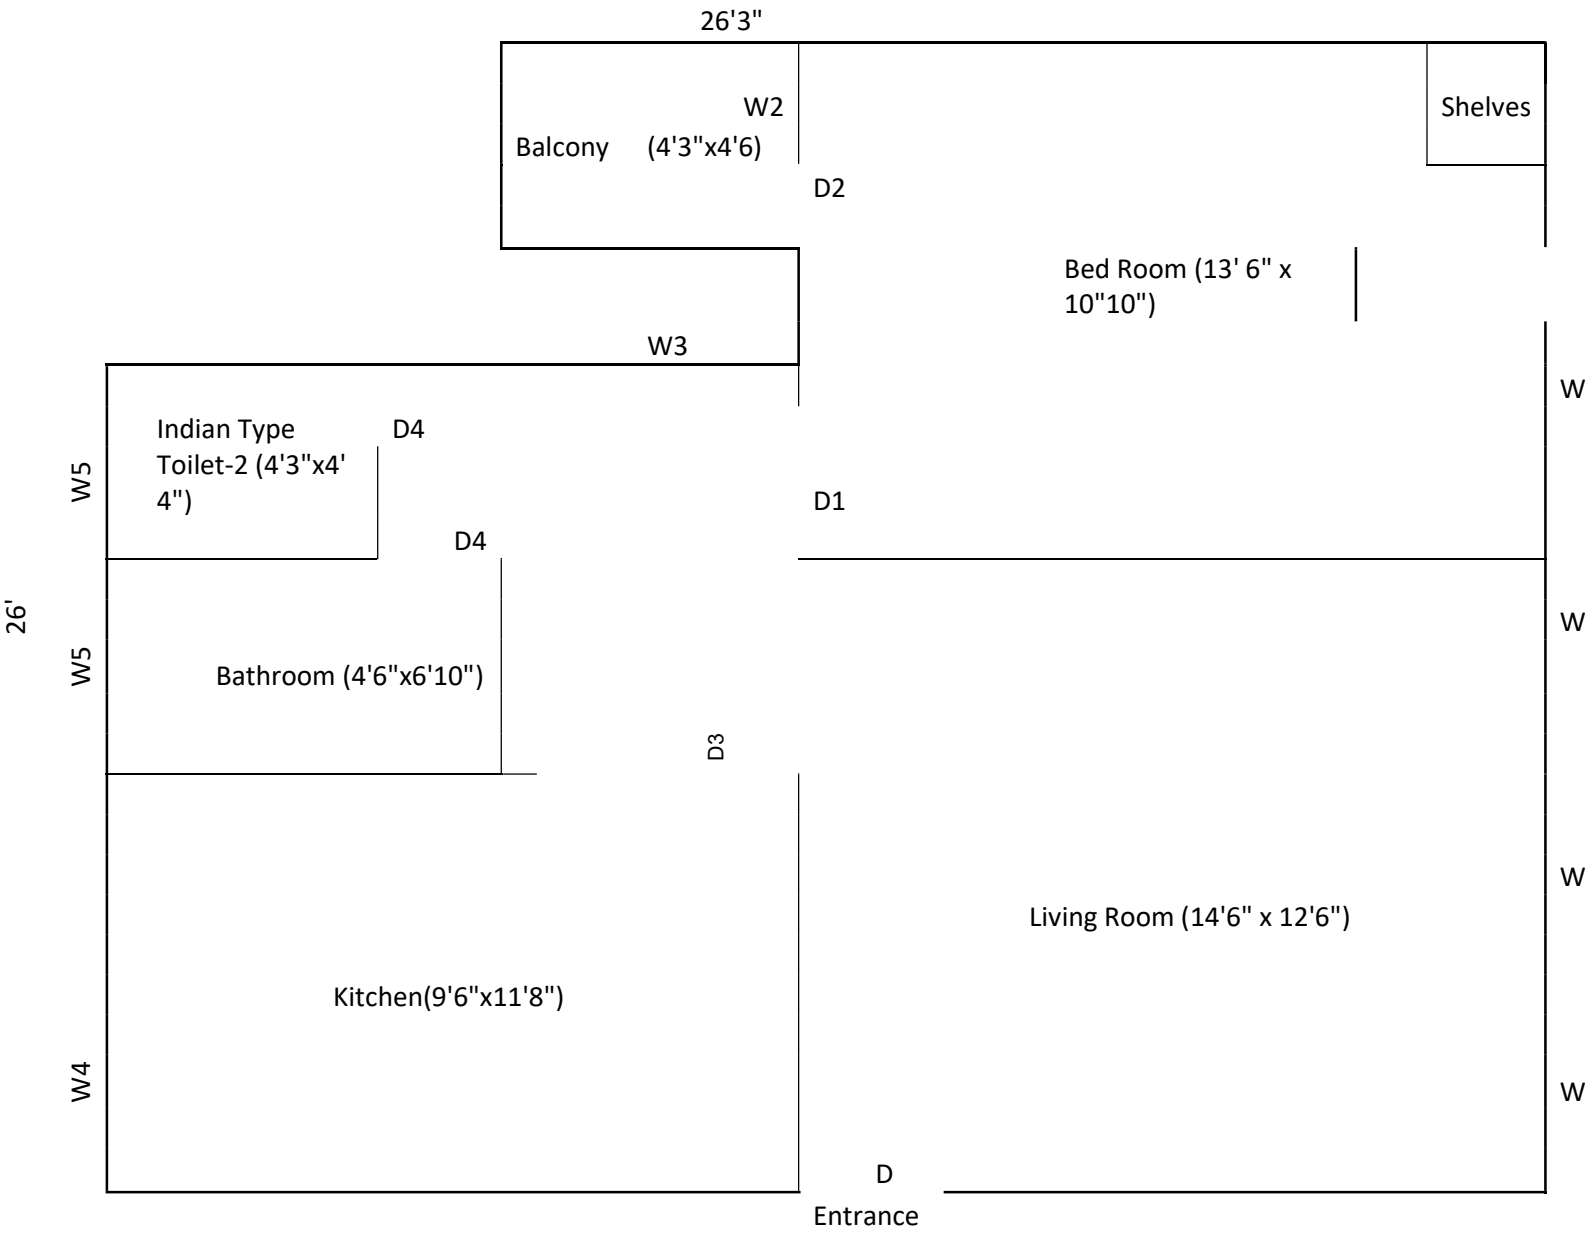 26'3"
W2
Shelves
Balcony (4'3"x4'6)
D2
Bed Room (13' 6" x
10"10")
W3
W
Indian Type
Toilet-2 (4'3"x4'
4")
D4
W5
D1
D4
26'
W
W5
Bathroom (4'6"x6'10")
D3
W
Living Room (14'6" x 12'6")
Kitchen(9'6"x11'8")
W4
W
D
Entrance